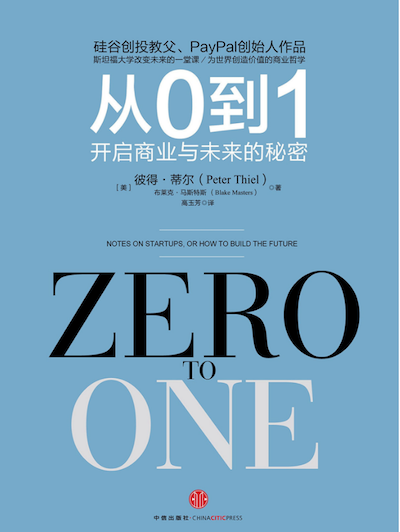 硅谷创投教父、PayPal创始人作品
斯坦福大学改变未来的一堂课/为世界创造价值的商业哲学
从0到1
开启商业与未来的秘密
[美] 彼得·蒂尔（Peter Thiel）
布莱克·马斯特斯（Blake Masters） ◎著
高玉芳◎译
NOTES ON STARTUPS, OR HOW TO BUILD THE FUTURE
ZERO
TO
ONE
中信出版社·CHINACITICPRESS